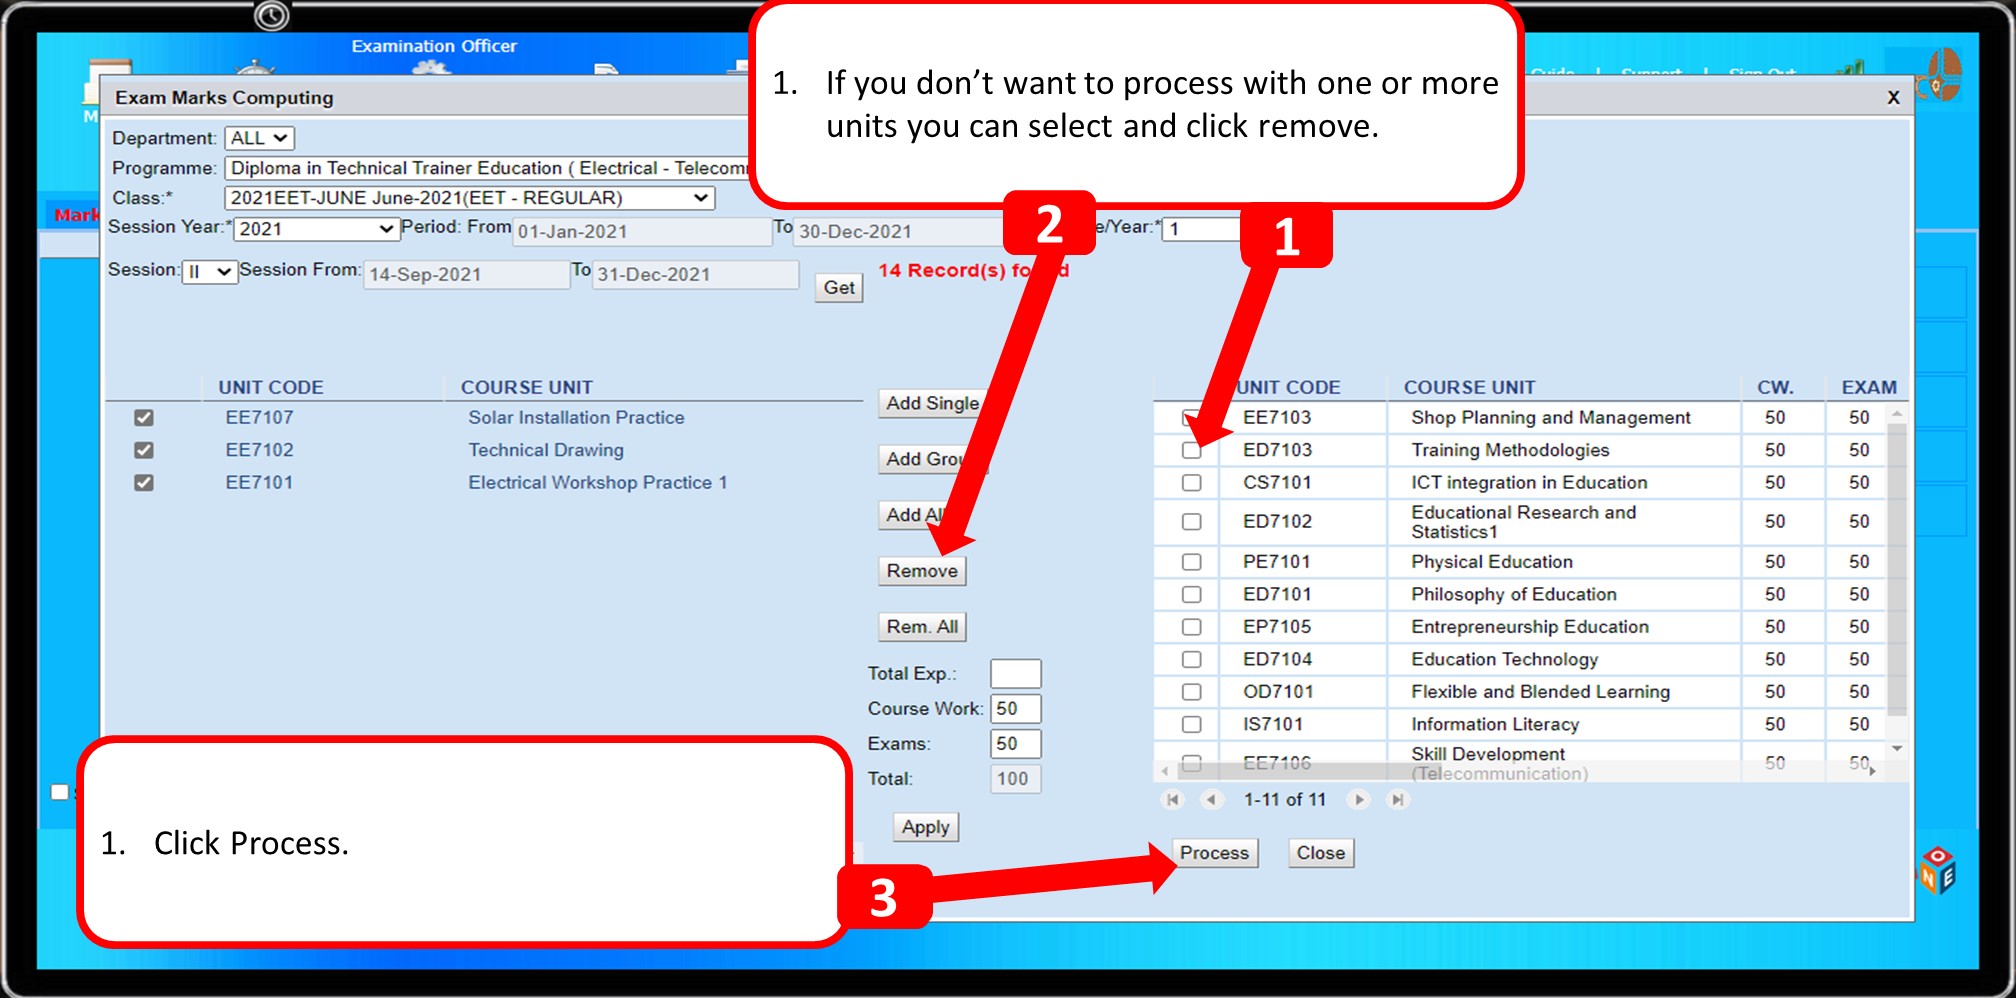 Examination Officer
Guide | Support | Sign Out
M
Exam Marks Computing
X
1. If you don’t want to process with one or more
units you can select and click remove.
Department: ALL
Programme: Diploma in Technical Trainer Education ( Electrical - Telecom
Class:* 2021EET-JUNE June-2021(EET - REGULAR)
Mark
Session Year:* 2021 Period: From 01-Jan-2021 To 30-Dec-2021 e/Year:* 1
2
1
Session: II Session From: 14-Sep-2021 To 31-Dec-2021 Get
14 Record(s) fo d
UNIT CODE COURSE UNIT
EE7107 Solar Installation Practice
EE7102 Technical Drawing
EE7101 Electrical Workshop Practice 1
Add Single
Add Grou
Add All
Remove
Rem. All
Total Exp.:
Course Work: 50
Exams: 50
Total: 100
Apply
UNIT CODE COURSE UNIT CW. EXAM
EE7103 Shop Planning and Management 50 50
ED7103 Training Methodologies 50 50
CS7101 ICT integration in Education 50 50
ED7102 Educational Research and
Statistics1 50 50
PE7101 Physical Education 50 50
ED7101 Philosophy of Education 50 50
EP7105 Entrepreneurship Education 50 50
ED7104 Education Technology 50 50
OD7101 Flexible and Blended Learning 50 50
IS7101 Information Literacy 50 50
EE7106 Skill Development
(Telecommunication) 50 50
1-11 of 11
Process Close
1. Click Process.
3
N E